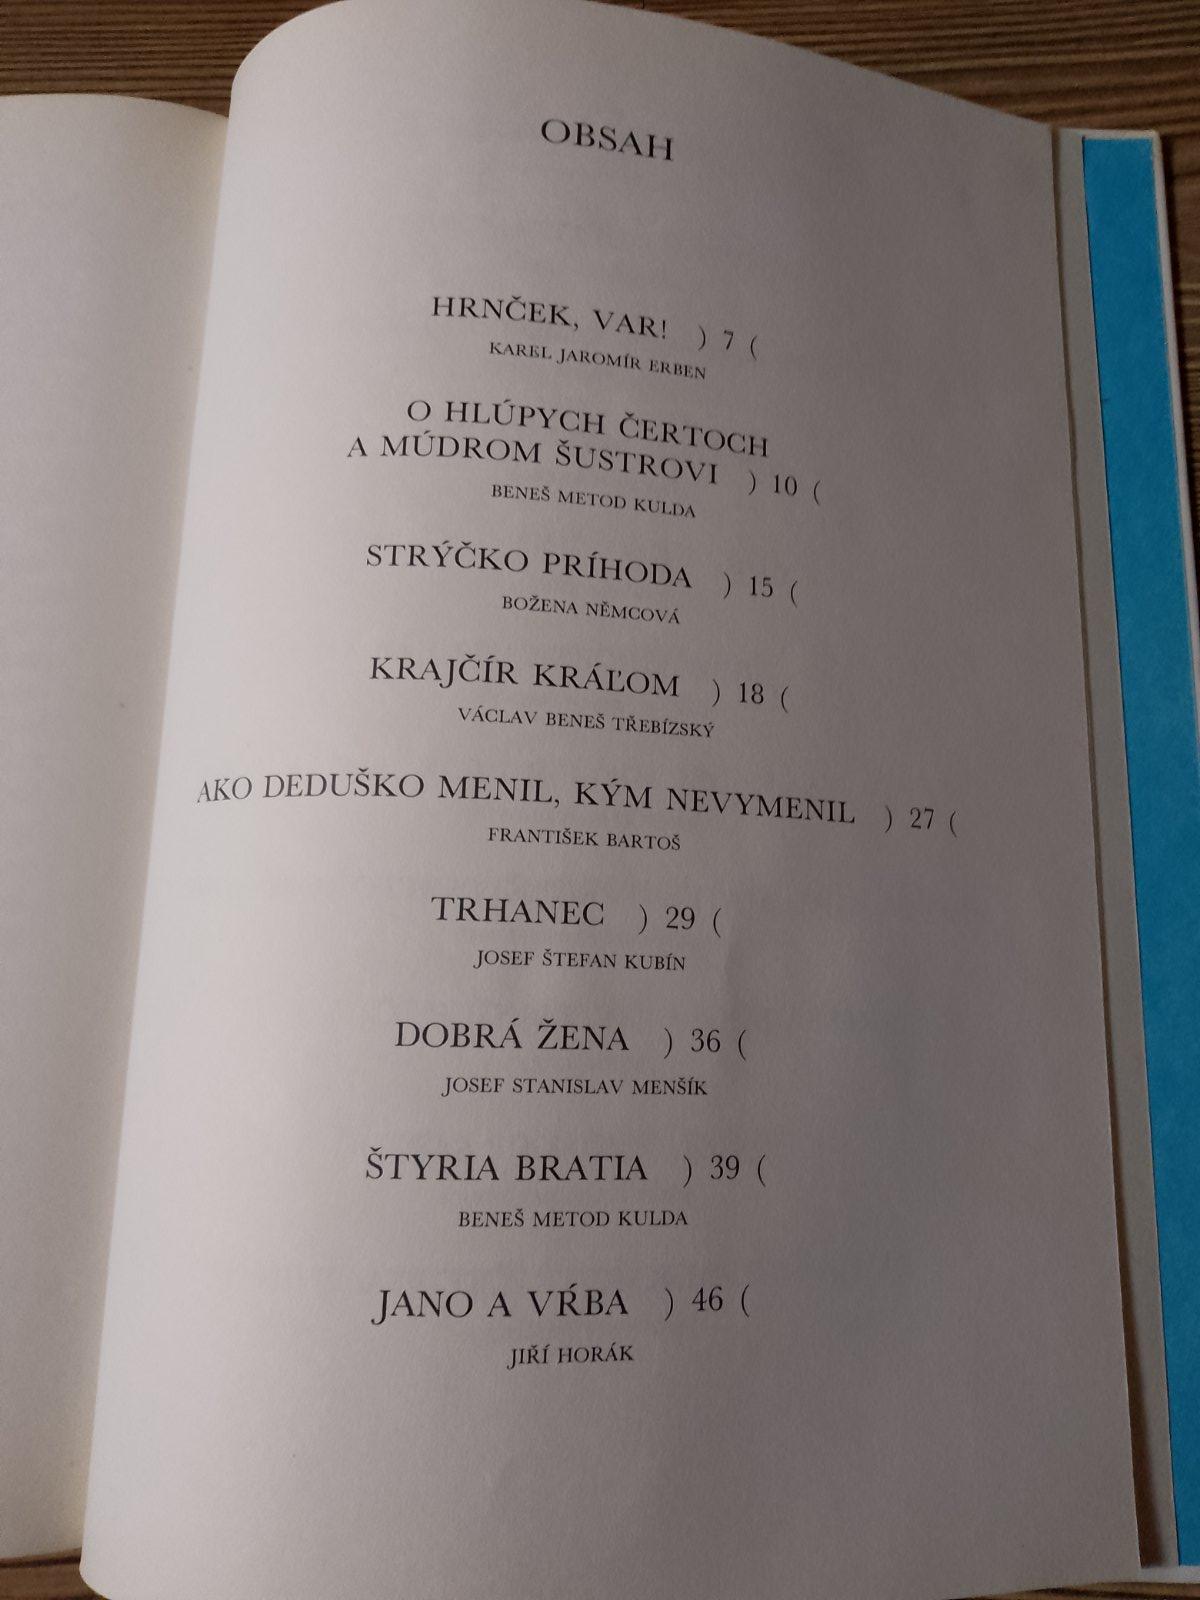 OBSAH
HRNČEK, VAR! ) 7 (
KAREL JAROMÍR ERBEN
O HLÚPYCH ČERTOCH
A MÚDROM ŠUSTROVI ) 10 (
BENEŠ METOD KULDA
STRÝČKO PRÍHODA ) 15 (
BOŽENA NĚMCOVÁ
KRAJČÍR KRÁĽOM ) 18 (
VÁCLAV BENEŠ TŘEBÍZSKÝ
AKO DEDUŠKO MENIL, KÝM NEVYMENIL ) 27 (
FRANTIŠEK BARTOŠ
TRHANEC ) 29 (
JOSEF ŠTEFAN KUBÍN
DOBRÁ ŽENA ) 36 (
JOSEF STANISLAV MENŠÍK
ŠTYRIA BRATIA ) 39 (
BENEŠ METOD KULDA
JANO A VŔBA ) 46 (
JIŘÍ HORÁK